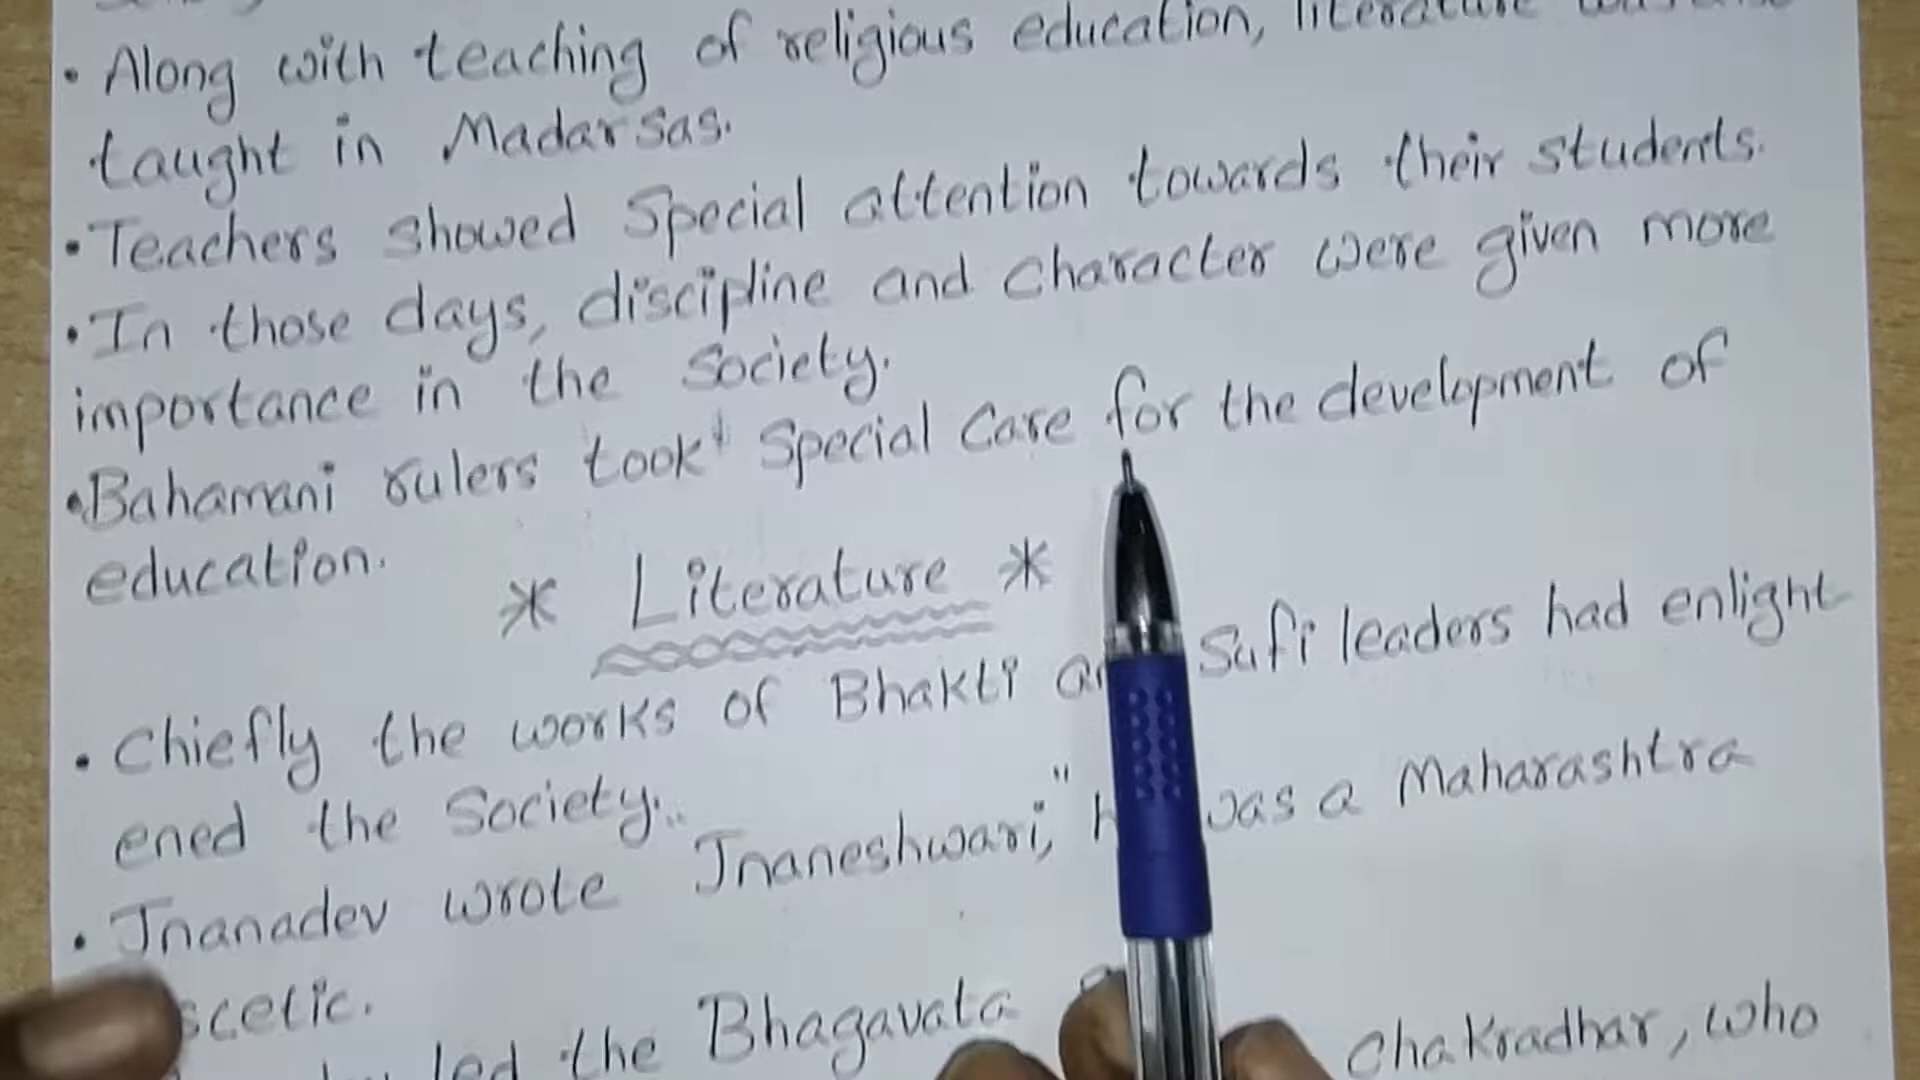 • Along with teaching of religious education, literature
taught in Madarsas.
• Teachers showed Special attention towards their students.
• In those days, discipline and Character were given more
importance in the Society.
• Bahamani rulers took Special Care for the development of
education.
* Literature *
• Chiefly the works of Bhakti Sufi leaders had enlight
ened the Society.
• Jnanadev wrote "Jnaneshwari," was a Maharashtra
scetic.
led the Bhagavata Chakradhar, who